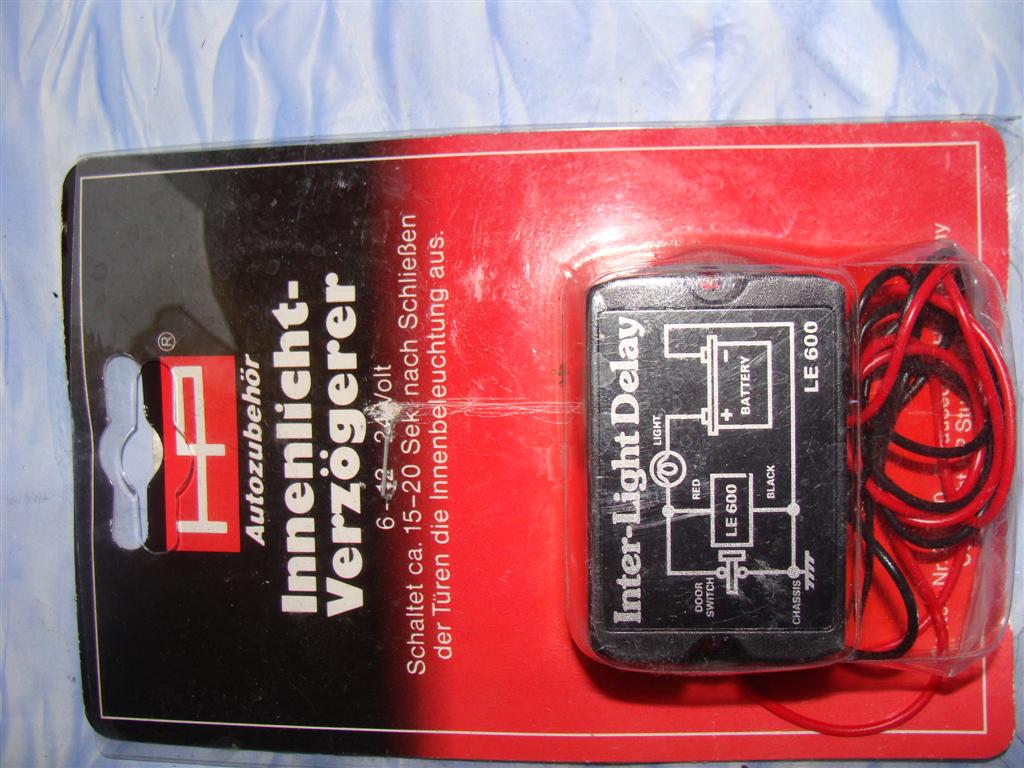 HP
®
Autozubehör
Innenlicht-
Verzögerer
6-12-24 Volt
Schaltet ca. 15-20 Sek. nach Schließen
der Türen die Innenbeleuchtung aus.
Inter-Light Delay
LIGHT
DOOR
SWITCH
RED
LE 600
BLACK
+ -
BATTERY
CHASSIS
LE 600
Nr.